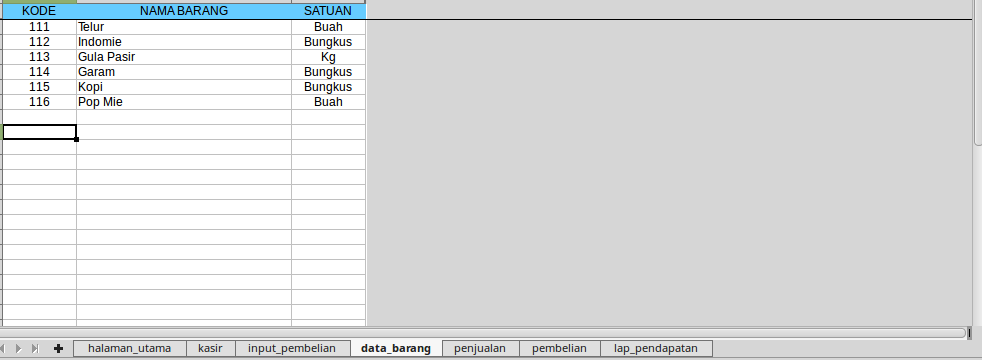 KODE NAMA BARANG SATUAN
111 Telur Buah
112 Indomie Bungkus
113 Gula Pasir Kg
114 Garam Bungkus
115 Kopi Bungkus
116 Pop Mie Buah
halaman_utama kasir input_pembelian data_barang penjualan pembelian lap_pendapatan